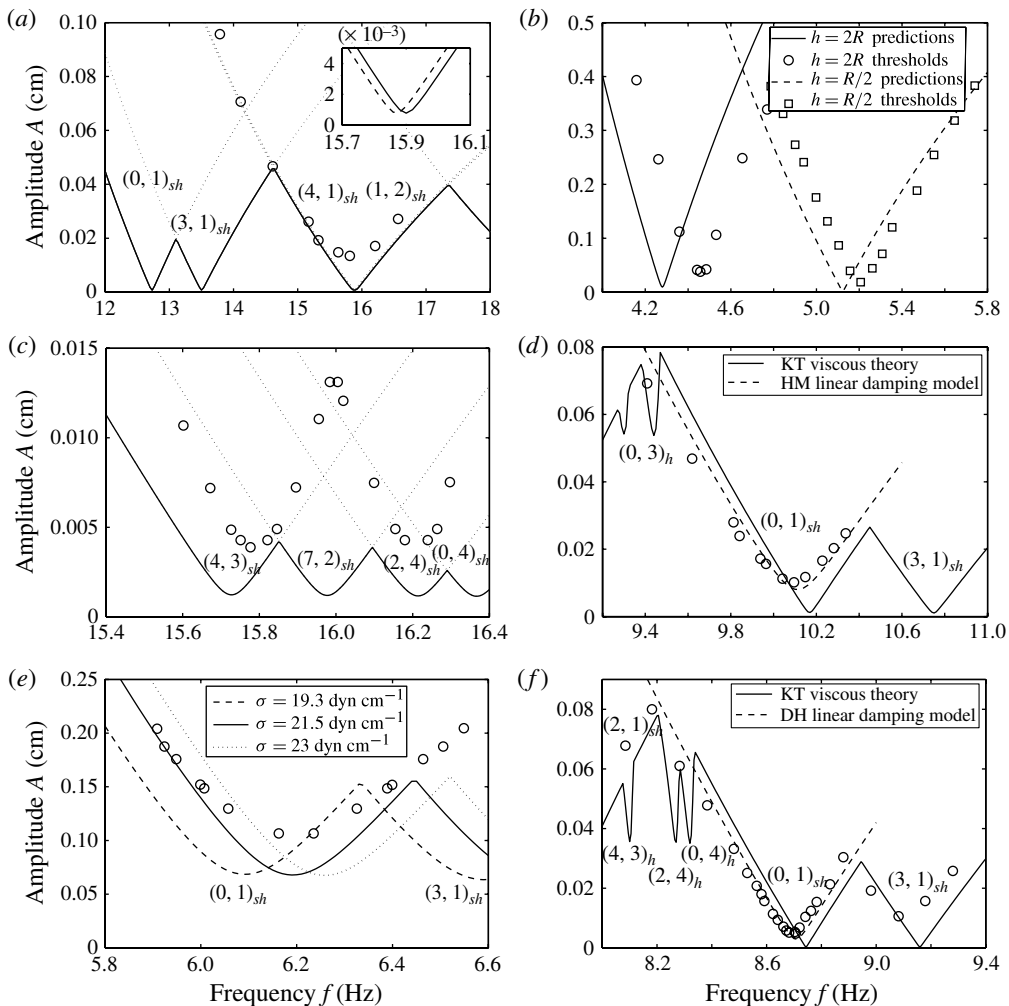 (a)
Amplitude A (cm)
0.10
0.08
0.06
0.04
0.02
0
12 13 14 15 16 17 18
(0, 1)sh
(3, 1)sh
(4, 1)sh
(1, 2)sh
(× 10⁻³)
4
2
0
15.7 15.9 16.1
(b)
0.5
0.4
0.3
0.2
0.1
0
4.2 4.6 5.0 5.4 5.8
h = 2R predictions
h = 2R thresholds
h = R/2 predictions
h = R/2 thresholds
(c)
Amplitude A (cm)
0.015
0.010
0.005
0
15.4 15.6 15.8 16.0 16.2 16.4
(4, 3)sh
(7, 2)sh
(2, 4)sh
(0, 4)sh
(d)
0.08
0.06
0.04
0.02
0
9.4 9.8 10.2 10.6 11.0
KT viscous theory
HM linear damping model
(0, 3)h
(0, 1)sh
(3, 1)sh
(e)
Amplitude A (cm)
0.25
0.20
0.15
0.10
0.05
0
5.8 6.0 6.2 6.4 6.6
Frequency f (Hz)
σ = 19.3 dyn cm⁻¹
σ = 21.5 dyn cm⁻¹
σ = 23 dyn cm⁻¹
(0, 1)sh
(3, 1)sh
(f)
0.08
0.06
0.04
0.02
0
8.2 8.6 9.0 9.4
Frequency f (Hz)
KT viscous theory
DH linear damping model
(2, 1)sh
(4, 3)h
(2, 4)h
(0, 4)h
(0, 1)sh
(3, 1)sh